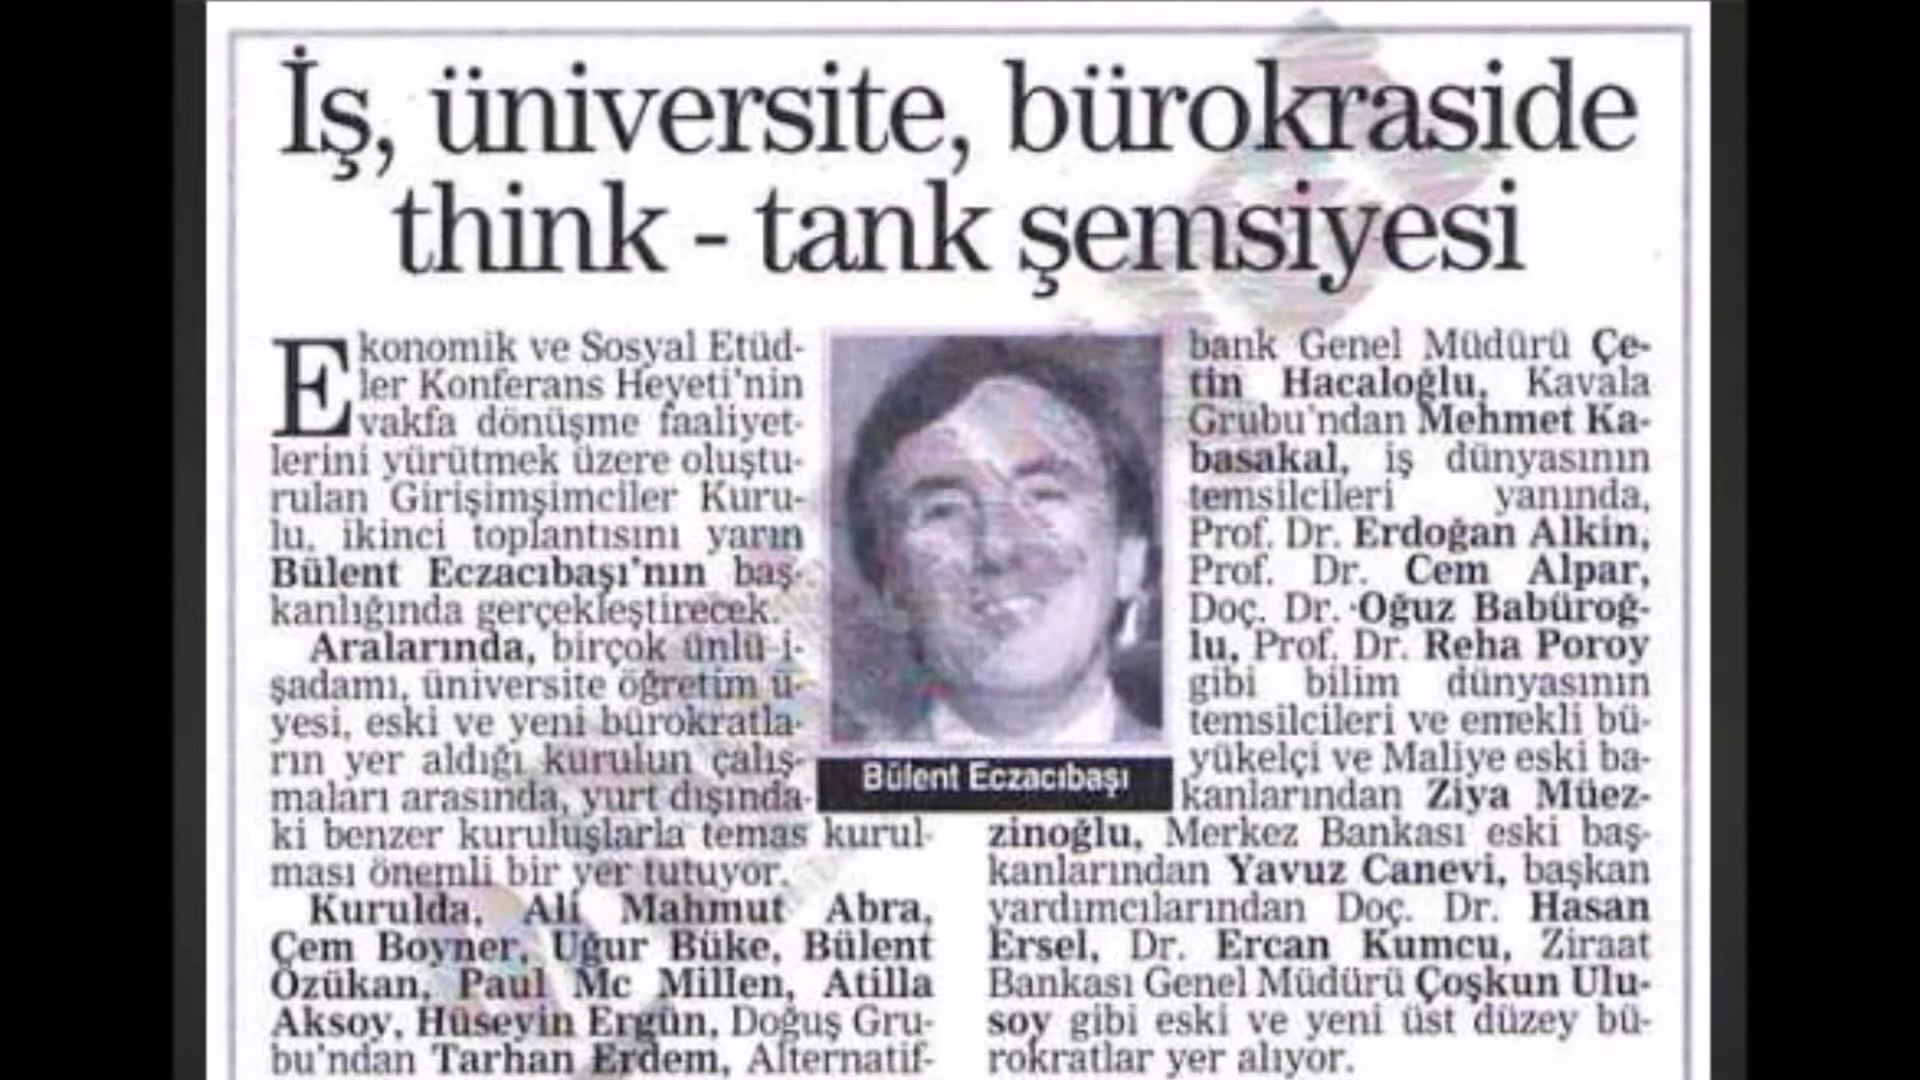 İş, üniversite, bürokraside
think - tank şemsiyesi
Ekonomik ve Sosyal Etüd-
ler Konferans Heyeti'nin
vakfa dönüşme faaliyet-
lerini yürütmek üzere oluştu-
rulan Girişimşimciler Kuru-
lu, ikinci toplantısını yarın
Bülent Eczacıbaşı'nın baş-
kanlığında gerçekleştirecek.
Aralarında, birçok ünlü i-
şadamı, üniversite öğretim ü-
yesi, eski ve yeni bürokratla-
rın yer aldığı kurulun çalış-
maları arasında, yurt dışında-
ki benzer kuruluşlarla temas kurul-
ması önemli bir yer tutuyor.
Kurulda, Ali Mahmut Abra,
Cem Boyner, Uğur Büke, Bülent
Özükan, Paul Mc Millen, Atilla
Aksoy, Hüseyin Ergün, Doğuş Gru-
bu'ndan Tarhan Erdem, Alternatif-
Bülent Eczacıbaşı
bank Genel Müdürü Çe-
tin Hacaloğlu, Kavala
Grubu'ndan Mehmet Ka-
basakal, iş dünyasının
temsilcileri yanında,
Prof. Dr. Erdoğan Alkin,
Prof. Dr. Cem Alpar,
Doç. Dr. Oğuz Babüroğ-
lu, Prof. Dr. Reha Poroy
gibi bilim dünyasının
temsilcileri ve emekli bü-
yükelçi ve Maliye eski ba-
kanlarından Ziya Müez-
zinoğlu, Merkez Bankası eski baş-
kanlarından Yavuz Canevi, başkan
yardımcılarından Doç. Dr. Hasan
Ersel, Dr. Ercan Kumcu, Ziraat
Bankası Genel Müdürü Çoşkun Ulu-
soy gibi eski ve yeni üst düzey bü-
rokratlar yer alıyor.